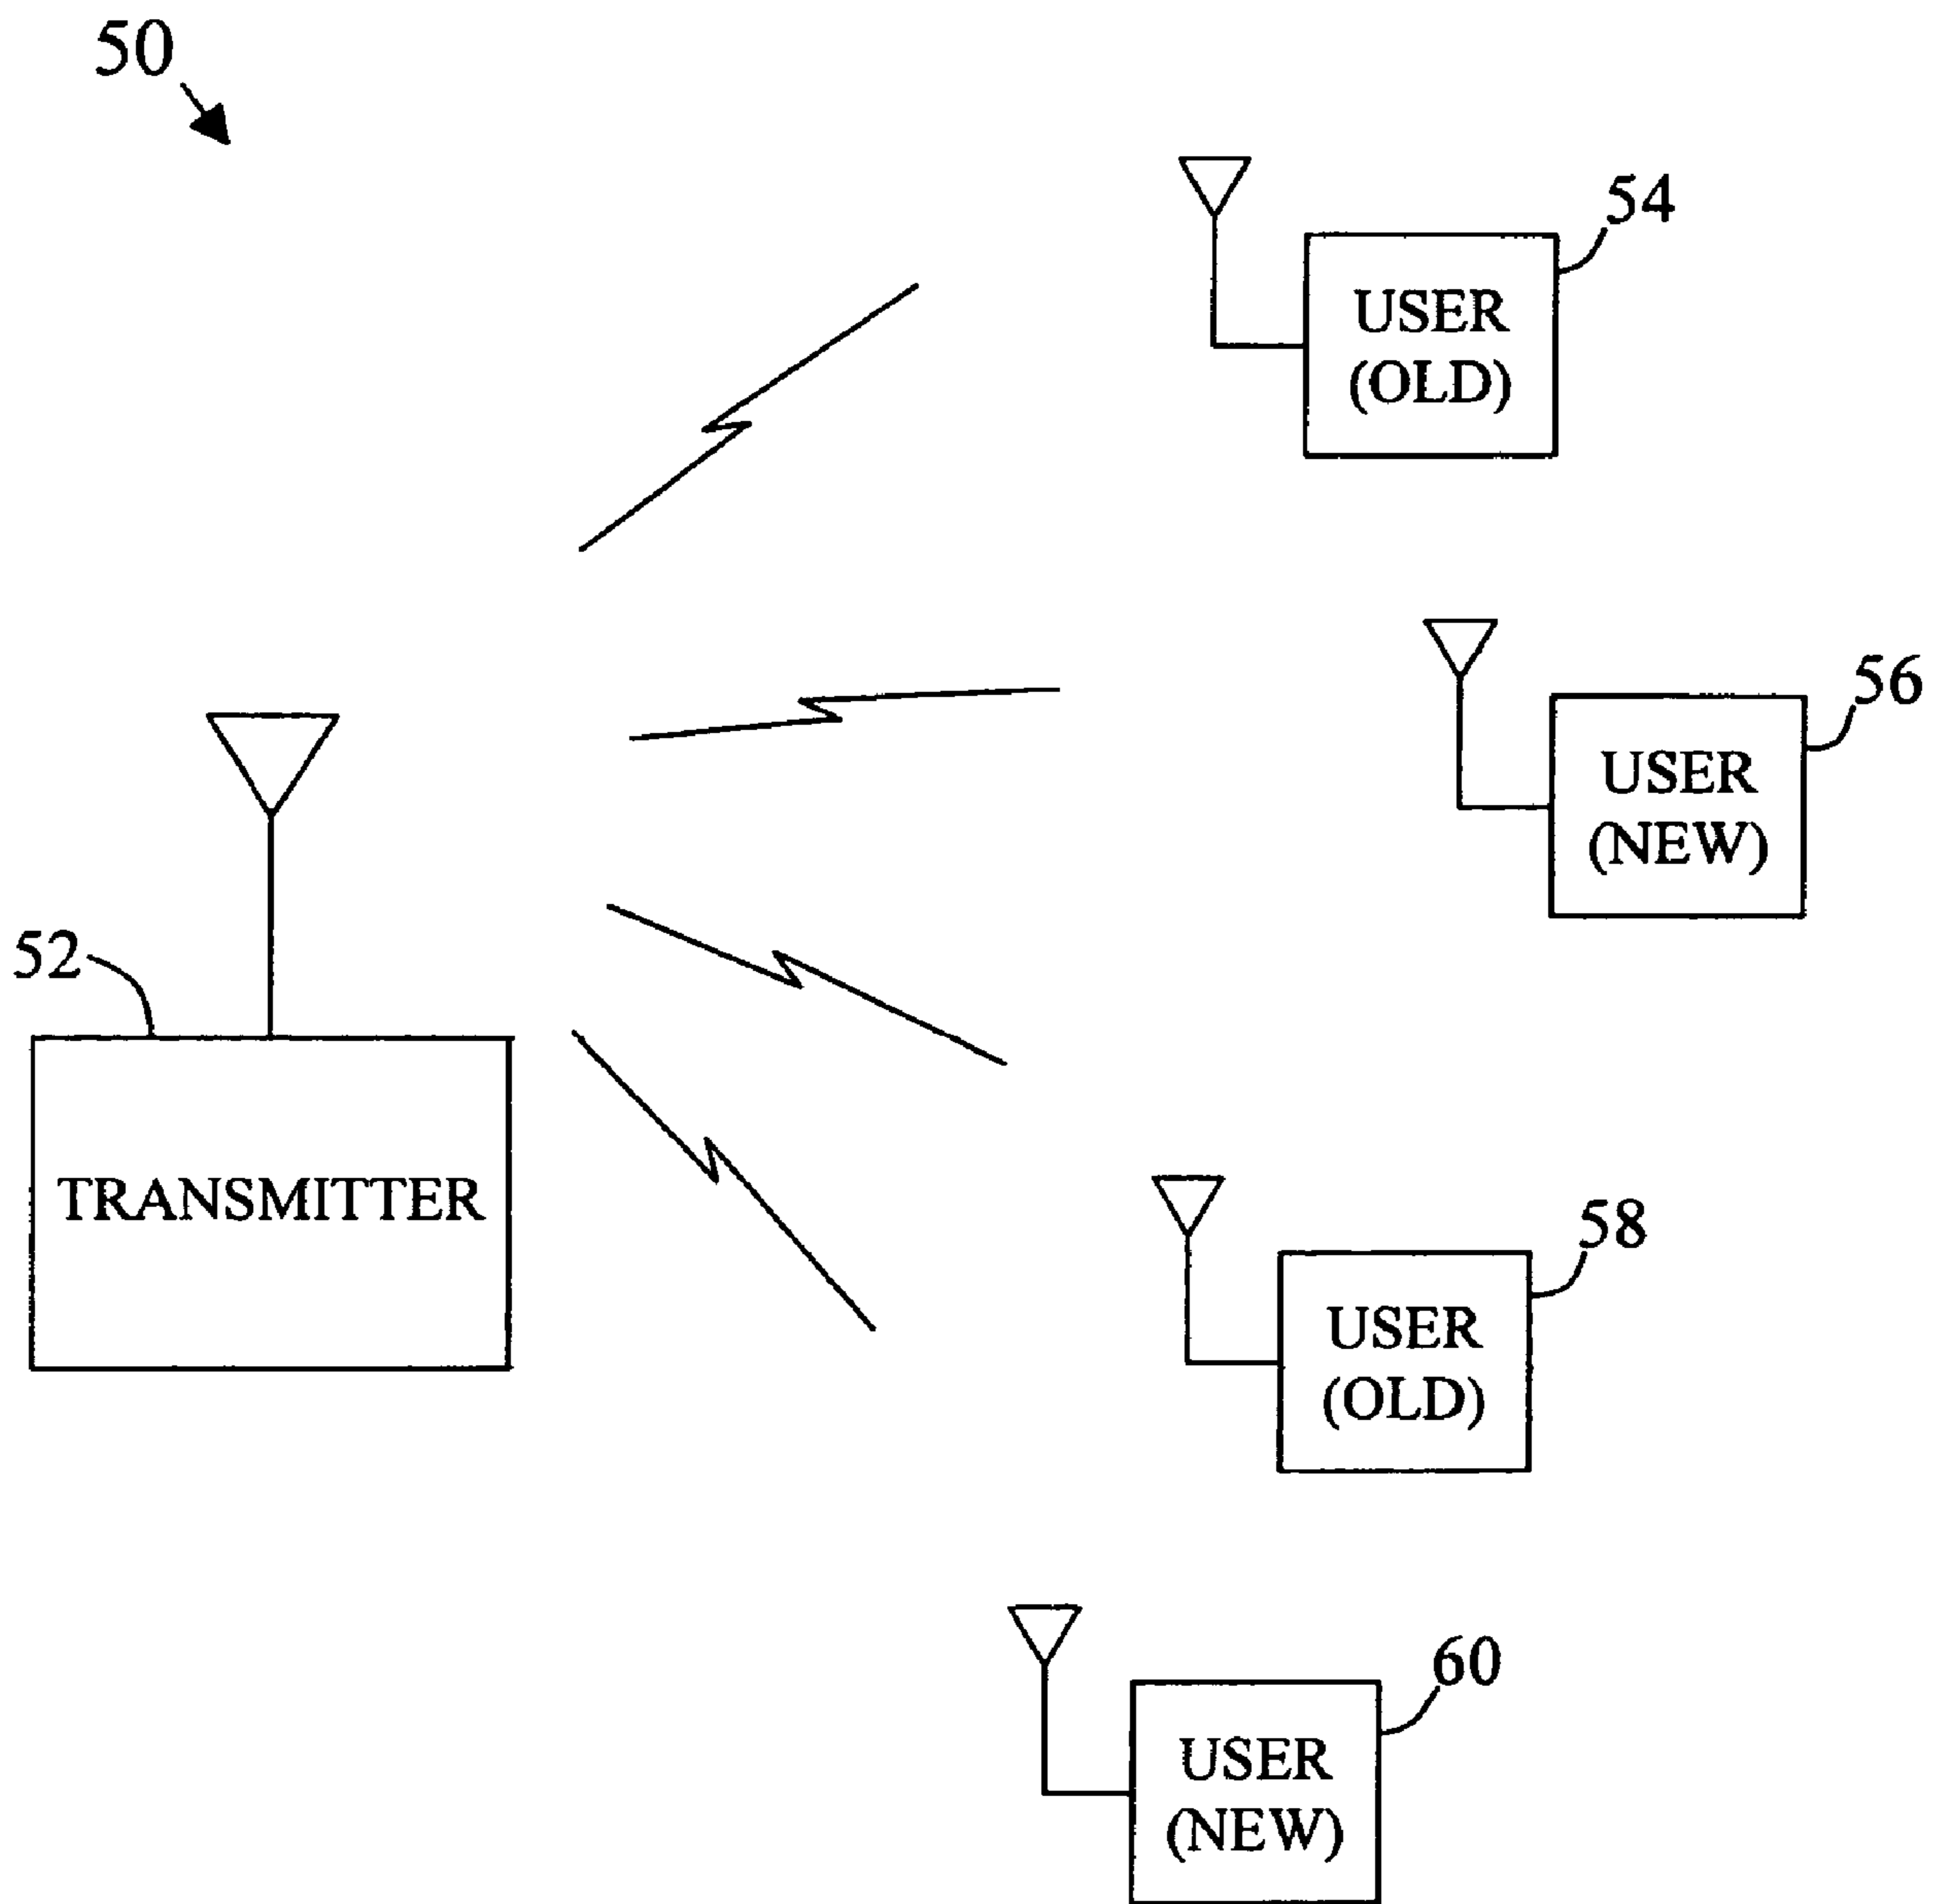 50
54
USER
(OLD)
56
USER
(NEW)
52
TRANSMITTER
58
USER
(OLD)
60
USER
(NEW)